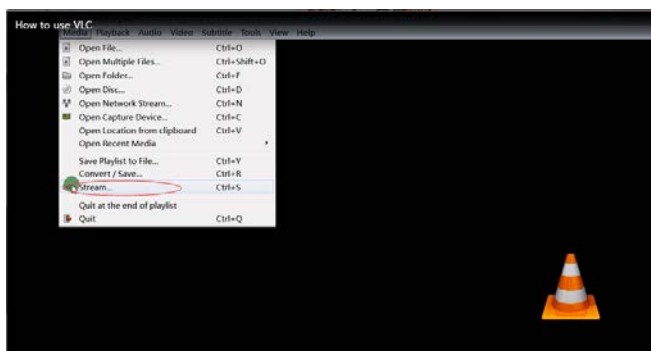 How to use VLC
Media Playback Audio Video Subtitle Tools View Help
Open File... Ctrl+O
Open Multiple Files... Ctrl+Shift+O
Open Folder... Ctrl+F
Open Disc... Ctrl+D
Open Network Stream... Ctrl+N
Open Capture Device... Ctrl+C
Open Location from clipboard Ctrl+V
Open Recent Media
Save Playlist to File... Ctrl+Y
Convert / Save... Ctrl+R
Stream... Ctrl+S
Quit at the end of playlist
Quit Ctrl+Q